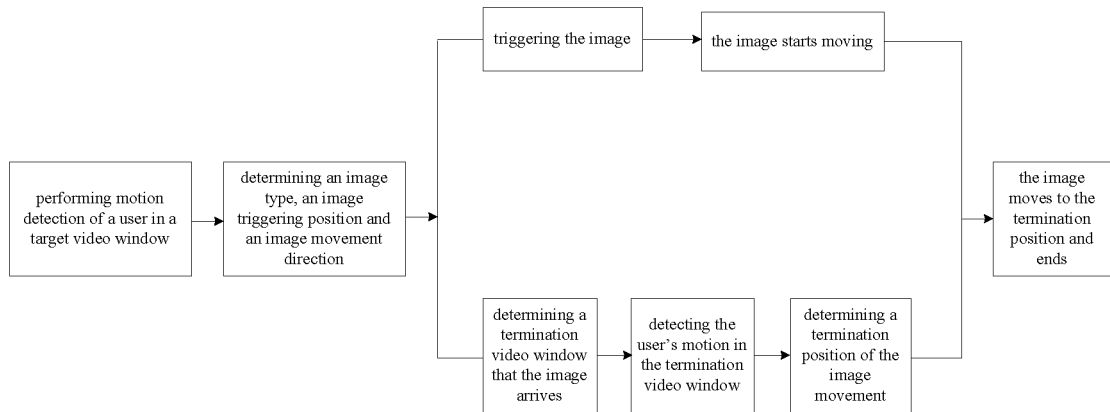 performing motion
detection of a user in a
target video window
determining an image
type, an image
triggering position and
an image movement
direction
triggering the image
the image starts moving
determining a
termination
video window
that the image
arrives
detecting the
user's motion in
the termination
video window
determining a
termination
position of the
image
movement
the image
moves to the
termination
position and
ends